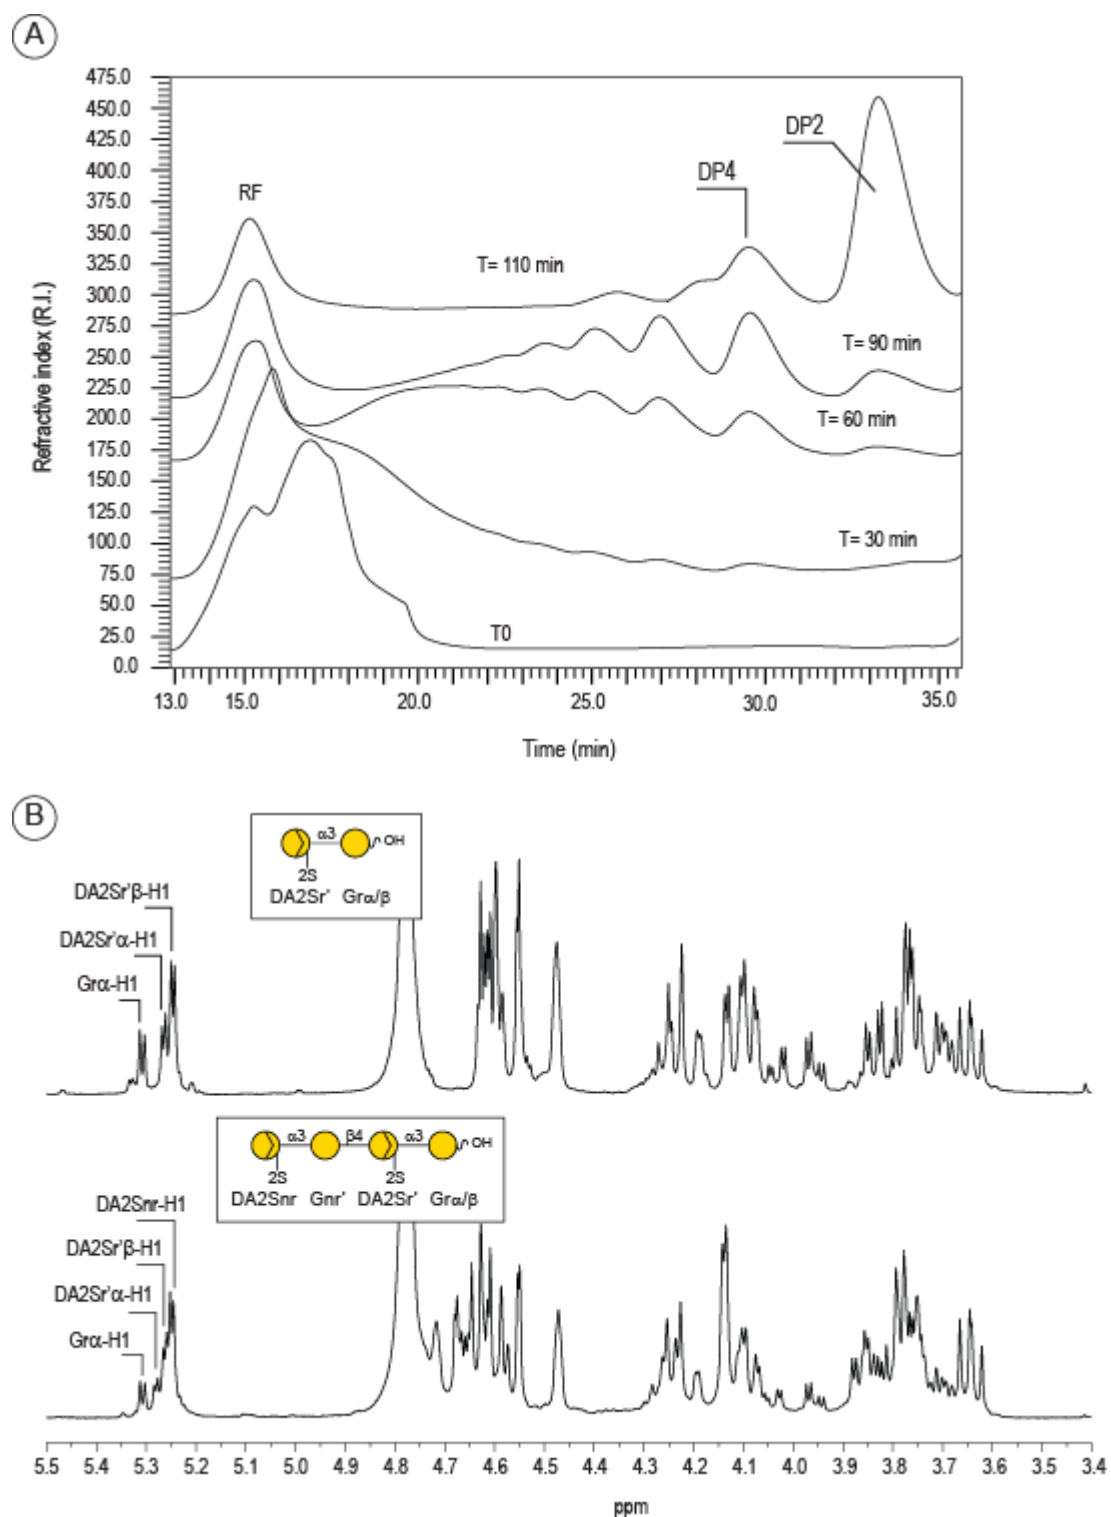 A
475.0
450.0
425.0
400.0
375.0
350.0
325.0
300.0
275.0
250.0
225.0
200.0
175.0
150.0
125.0
100.0
75.0
50.0
25.0
0.0
Refractive index (R.I.)
RF
DP4
DP2
T= 110 min
T= 90 min
T= 60 min
T= 30 min
T0
13.0 15.0 20.0 25.0 30.0 35.0
Time (min)
B
α3
OH
2S
DA2Sr' Grα/β
DA2Sr'β-H1
DA2Sr'α-H1
Grα-H1
α3 β4 α3
OH
2S 2S
DA2Snr Gnr' DA2Sr' Grα/β
DA2Snr-H1
DA2Sr'β-H1
DA2Sr'α-H1
Grα-H1
5.5 5.4 5.3 5.2 5.1 5.0 4.9 4.8 4.7 4.6 4.5 4.4 4.3 4.2 4.1 4.0 3.9 3.8 3.7 3.6 3.5 3.4
ppm